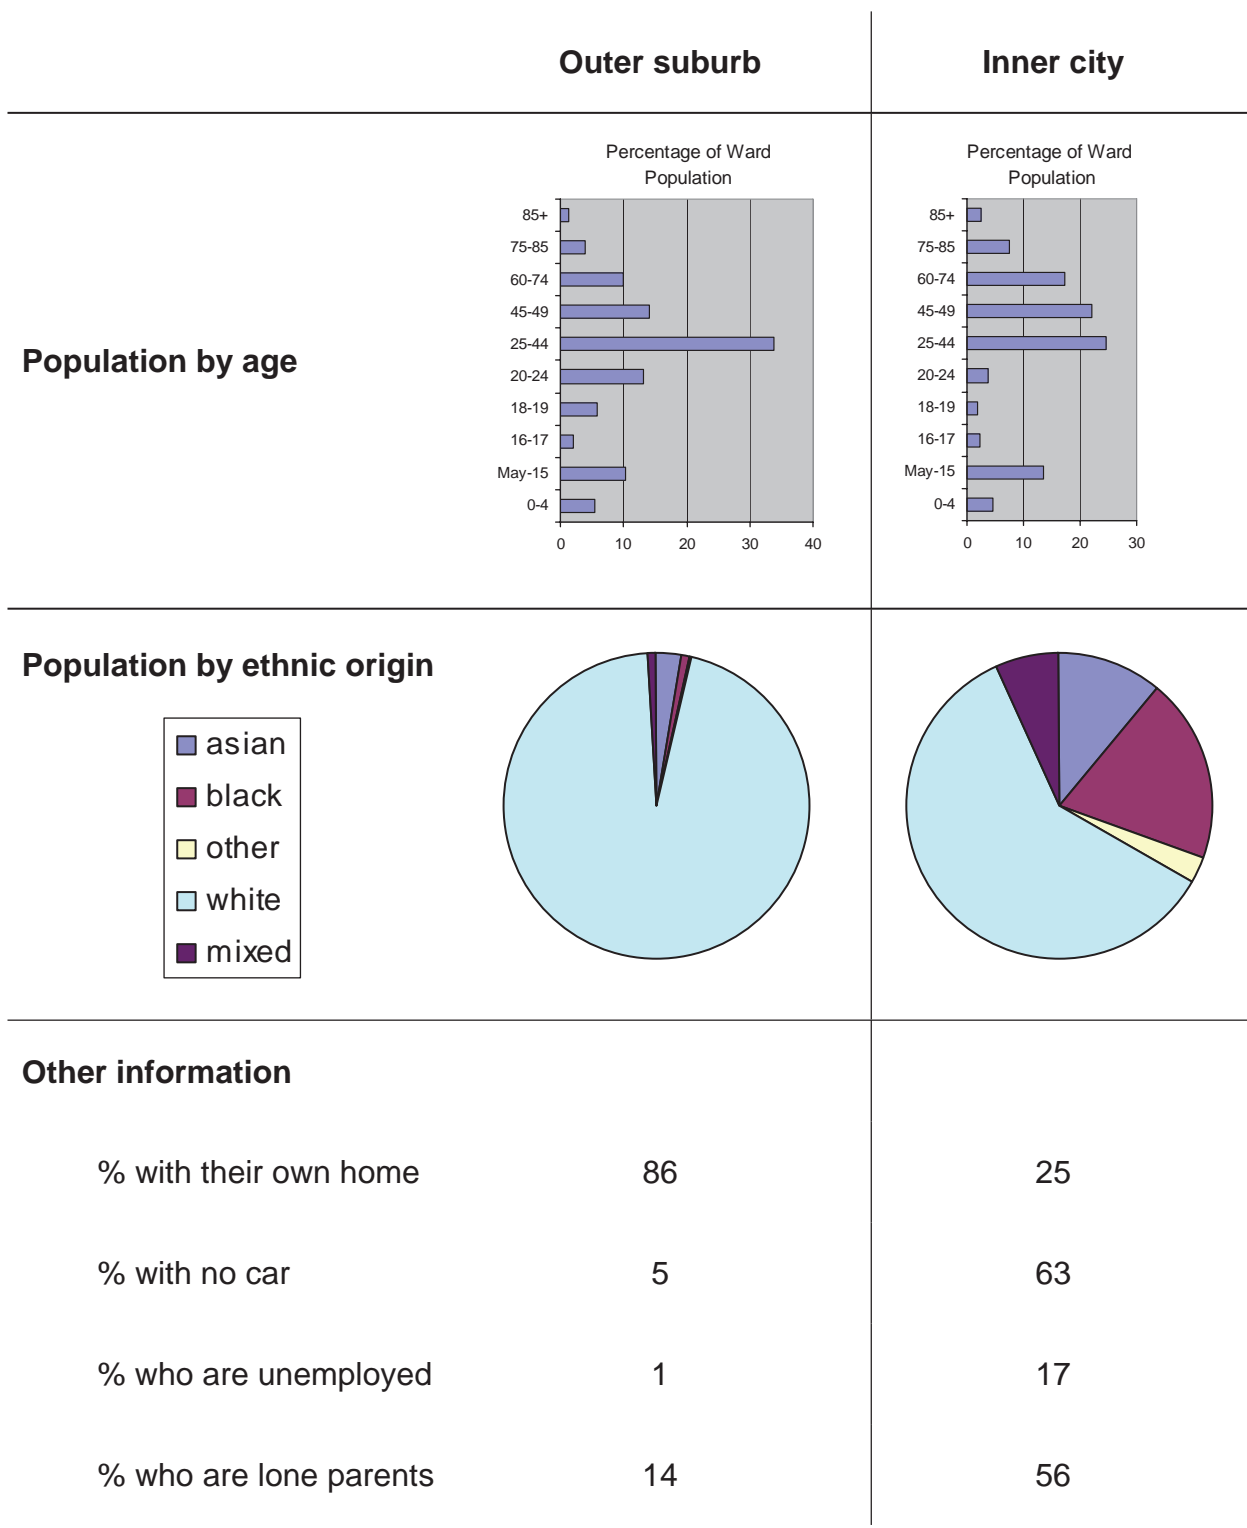 Outer suburb
Inner city
Population by age
Percentage of Ward
Population
85+
75-85
60-74
45-49
25-44
20-24
18-19
16-17
May-15
0-4
0 10 20 30 40
Percentage of Ward
Population
85+
75-85
60-74
45-49
25-44
20-24
18-19
16-17
May-15
0-4
0 10 20 30
Population by ethnic origin
asian
black
other
white
mixed
Other information
% with their own home 86 25
% with no car 5 63
% who are unemployed 1 17
% who are lone parents 14 56